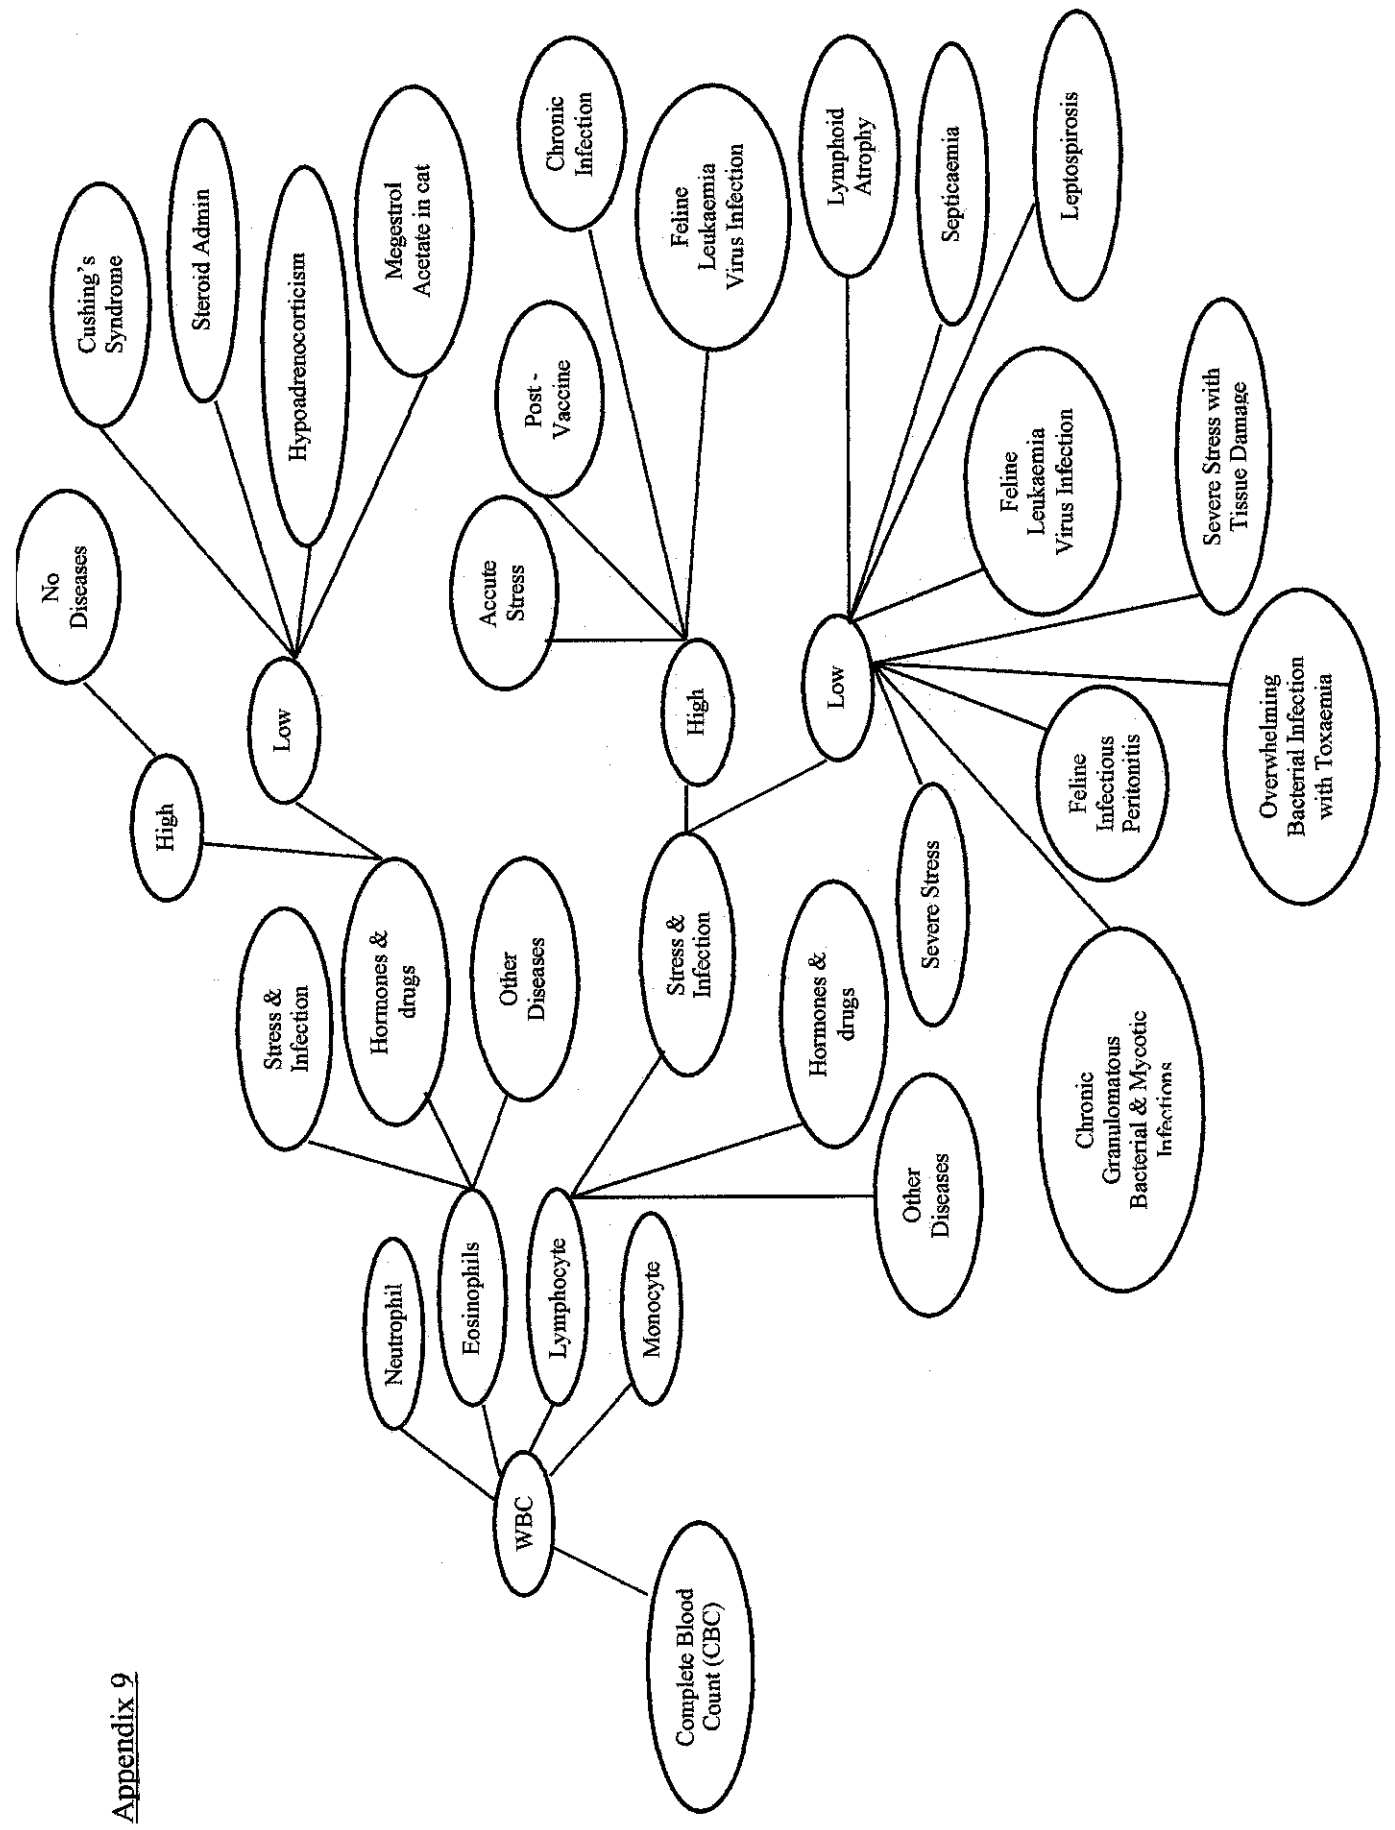 Appendix 9
Complete Blood
Count (CBC)
WBC
Neutrophil
Eosinophils
Lymphocyte
Monocyte
Stress &
Infection
Hormones &
drugs
Other
Diseases
High
No
Diseases
Low
Cushing's
Syndrome
Steroid Admin
Hypoadrenocorticism
Megestrol
Acetate in cat
Stress &
Infection
Hormones &
drugs
Other
Diseases
High
Accute
Stress
Post -
Vaccine
Chronic
Infection
Feline
Leukaemia
Virus Infection
Low
Lymphoid
Atrophy
Septicaemia
Leptospirosis
Feline
Leukaemia
Virus Infection
Severe Stress with
Tissue Damage
Overwhelming
Bacterial Infection
with Toxaemia
Feline
Infectious
Peritonitis
Severe Stress
Chronic
Granulomatous
Bacterial & Mycotic
Infections